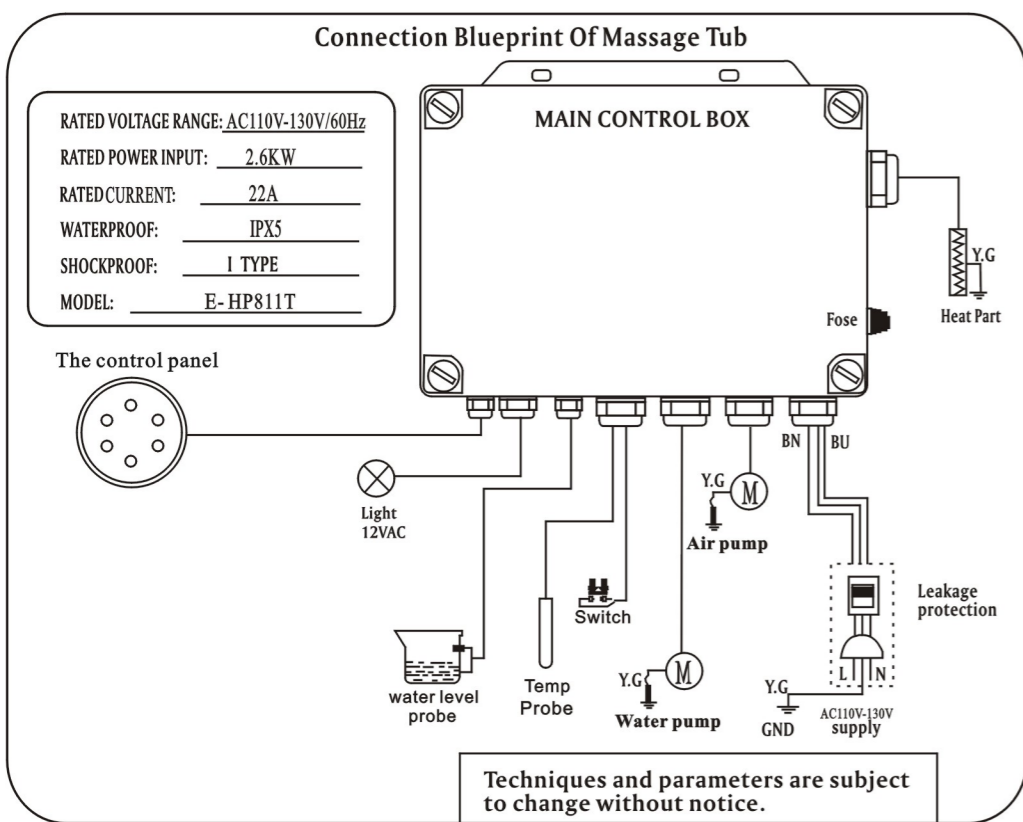 Connection Blueprint Of Massage Tub
RATED VOLTAGE RANGE: AC110V-130V/60Hz
RATED POWER INPUT: 2.6KW
RATED CURRENT: 22A
WATERPROOF: IPX5
SHOCKPROOF: I TYPE
MODEL: E-HP811T
MAIN CONTROL BOX
Y.G
Heat Part
Fose
The control panel
BN
BU
Light
12VAC
Y.G
M
Air pump
Switch
Leakage
protection
water level
probe
Temp
Probe
Y.G
M
Water pump
L
N
Y.G
GND
AC110V-130V
supply
Techniques and parameters are subject
to change without notice.